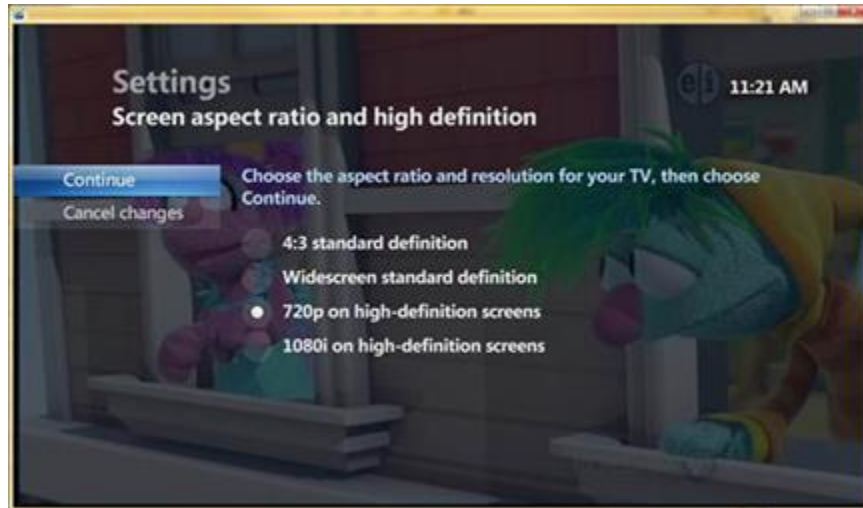 Settings
Screen aspect ratio and high definition
ei 11:21 AM
Continue
Cancel changes
Choose the aspect ratio and resolution for your TV, then choose
Continue.
4:3 standard definition
Widescreen standard definition
720p on high-definition screens
1080i on high-definition screens